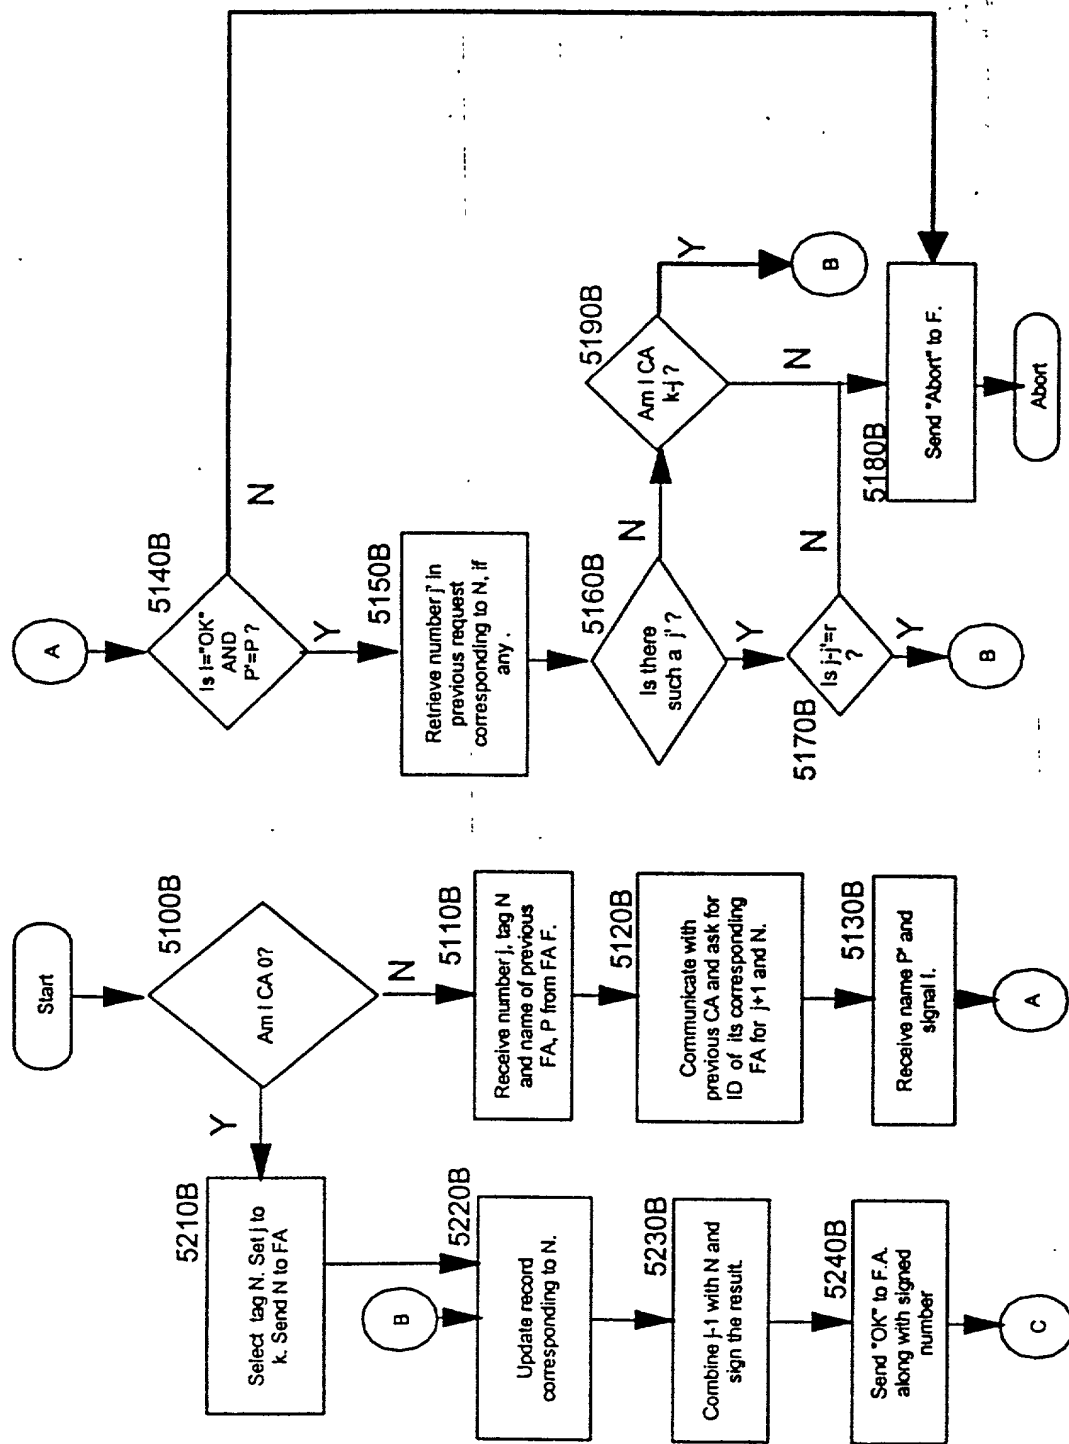 Start
5100B
Am I CA 0?
Y
N
5210B
Select tag N. Set j to
k. Send N to FA
B
5220B
Update record
corresponding to N.
5230B
Combine j-1 with N and
sign the result.
5240B
Send "OK" to F.A.
along with signed
number
C
5110B
Receive number j, tag N
and name of previous
FA, P from FA F.
5120B
Communicate with
previous CA and ask for
ID of its corresponding
FA for j+1 and N.
5130B
Receive name P' and
signal I.
A
A
5140B
Is I="OK"
AND
P'=P ?
N
Y
5150B
Retrieve number j' in
previous request
corresponding to N, if
any .
5160B
Is there
such a j' ?
N
Y
5190B
Am I CA
k-j ?
Y
B
N
5170B
Is j-j'=r
?
N
Y
B
5180B
Send "Abort" to F.
Abort